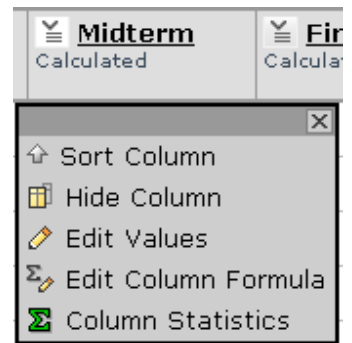 Midterm Fir
Calculated Calculat
Sort Column
Hide Column
Edit Values
Edit Column Formula
Column Statistics